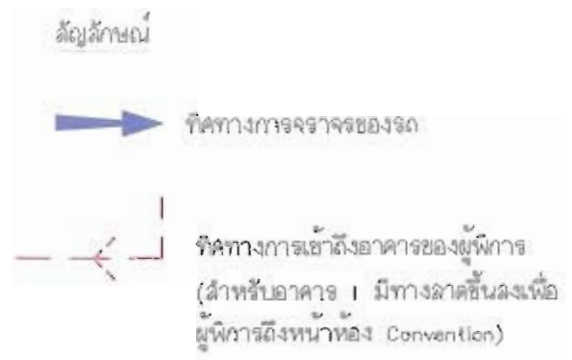 สัญลักษณ์
ทิศทางการจราจรของรถ
ทิศทางการเข้าถึงอาคารของผู้พิการ
(สำหรับอาคาร 1 มีทางลาดขึ้นลงเพื่อ
ผู้พิการถึงหน้าห้อง Convention)